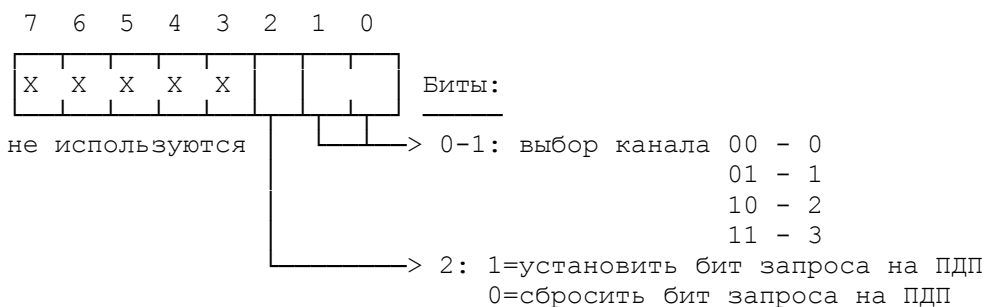 7 6 5 4 3 2 1 0
X X X X X Биты:
не используются > 0-1: выбор канала 00 - 0
01 - 1
10 - 2
11 - 3
> 2: 1=установить бит запроса на ПДП
0=сбросить бит запроса на ПДП